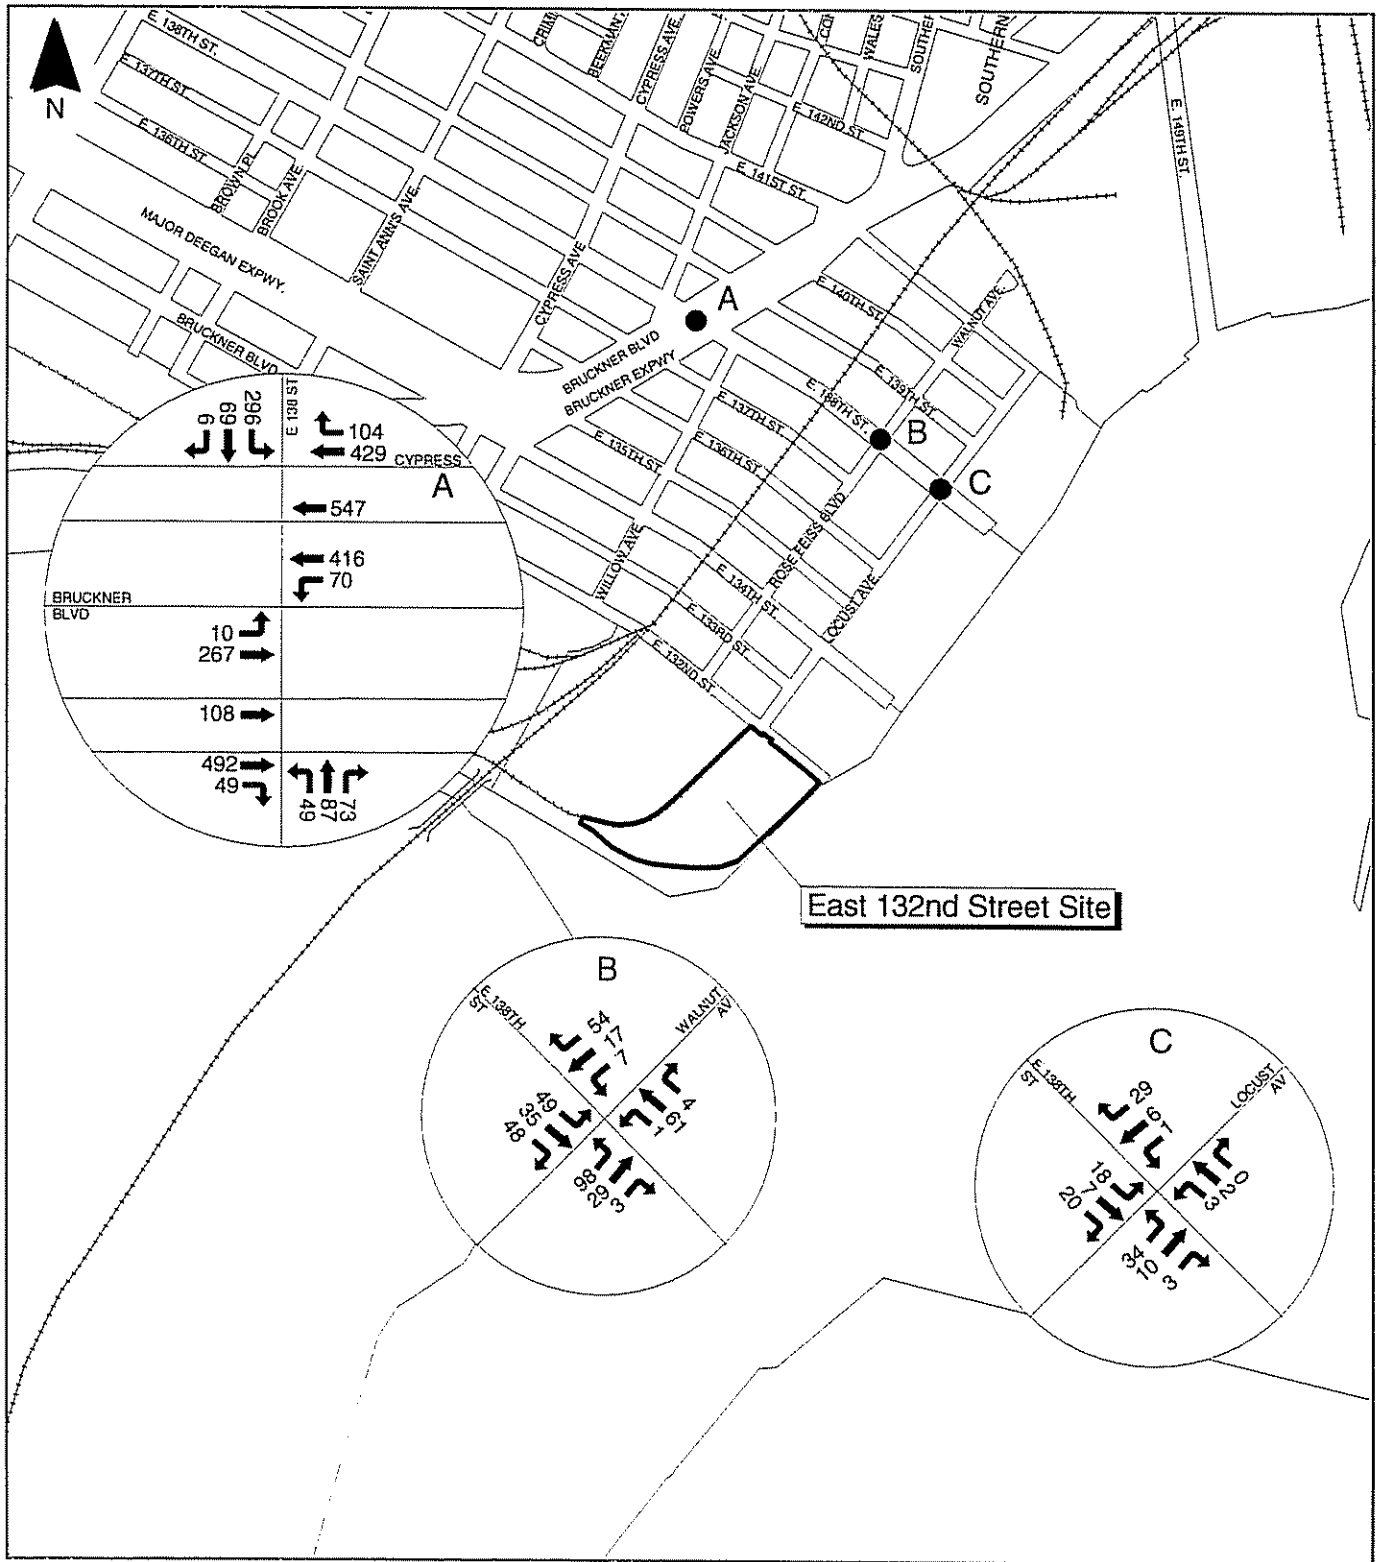 N
E. 138TH ST.
E. 137TH ST.
E. 136TH ST.
BROWN PL.
BROOK AVE.
SAINT ANN'S AVE.
CYPRESS AVE
BEEKMAN
CYPRESS AVE.
POWERS AVE.
JACKSON AVE.
WALES
SOUTHER
SOUTHERN
E. 142ND ST
E. 141ST ST.
E. 149TH ST.
MAJOR DEEGAN EXPWY.
BRUCKNER BLVD.
BRUCKNER BLVD
BRUCKNER EXPWY
A
E. 140TH ST.
WALNUT AVE.
E. 139TH ST.
E. 137TH ST.
E. 136TH ST.
E. 135TH ST.
B
C
WILLOW AVE.
ROSE FEISS BLVD
LOCUST AVE.
E. 134TH ST.
E. 133RD ST
E. 132ND ST
E 138 ST
6
69
296
104
429
CYPRESS
A
547
416
70
BRUCKNER
BLVD
10
267
108
492
49
49
87
73
East 132nd Street Site
B
E 138TH
ST
WALNUT
AV
54
17
7
49
35
48
4
61
1
29
3
C
E 138TH
ST
LOCUST
AV
29
6
1
18
7
20
0
2
3
34
10
3